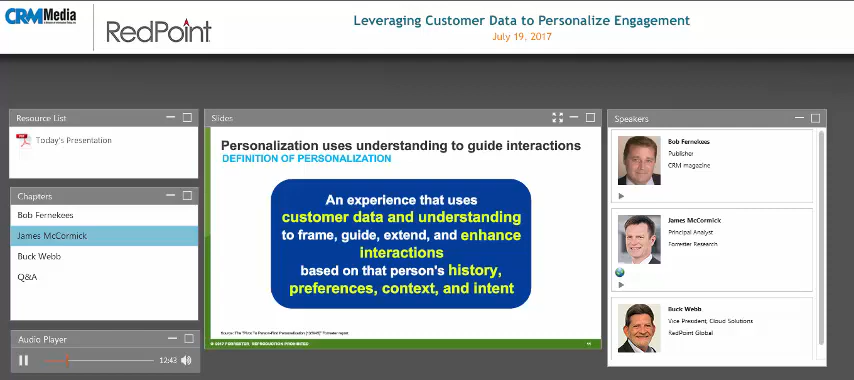 CRM Media
RedPoint
Leveraging Customer Data to Personalize Engagement
July 19, 2017
Resource List
Today's Presentation
Chapters
Bob Fernekees
James McCormick
Buck Webb
Q&A
Audio Player
12:43
Slides
Personalization uses understanding to guide interactions
DEFINITION OF PERSONALIZATION
An experience that uses
customer data and understanding
to frame, guide, extend, and enhance
interactions
based on that person's history,
preferences, context, and intent
© 2017 FORRESTER. REPRODUCTION PROHIBITED
Speakers
Bob Fernekees
Publisher
CRM magazine
James McCormick
Principal Analyst
Forrester Research
Buck Webb
Vice President, Cloud Solutions
RedPoint Global